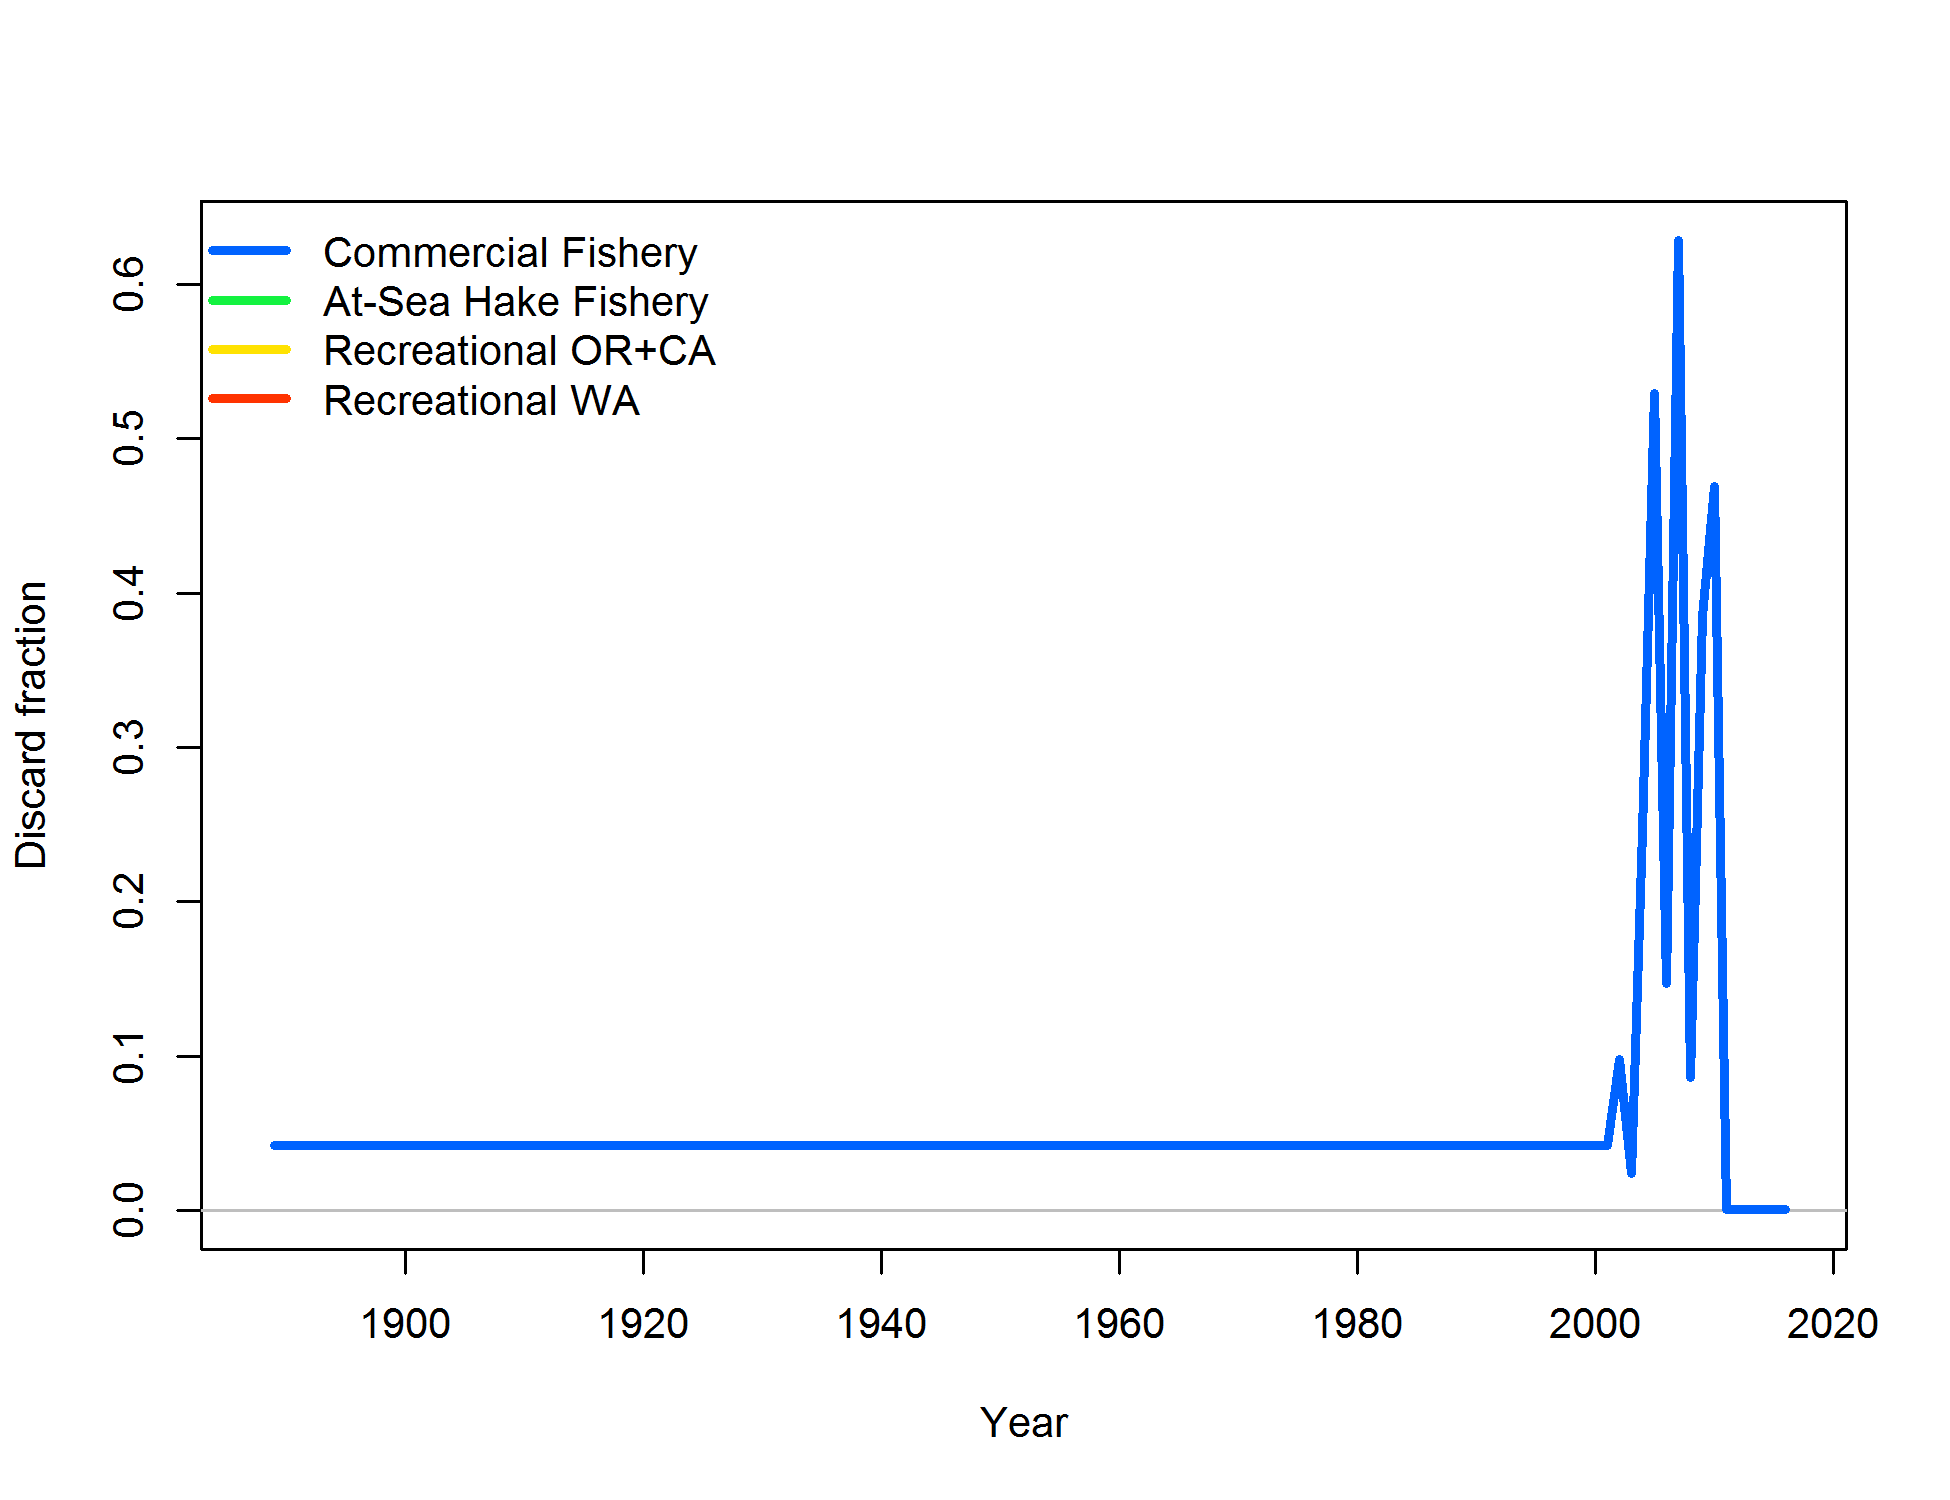 Commercial Fishery
At-Sea Hake Fishery
Recreational OR+CA
Recreational WA
0.6
0.5
0.4
0.3
0.2
0.1
0.0
Discard fraction
1900 1920 1940 1960 1980 2000 2020
Year